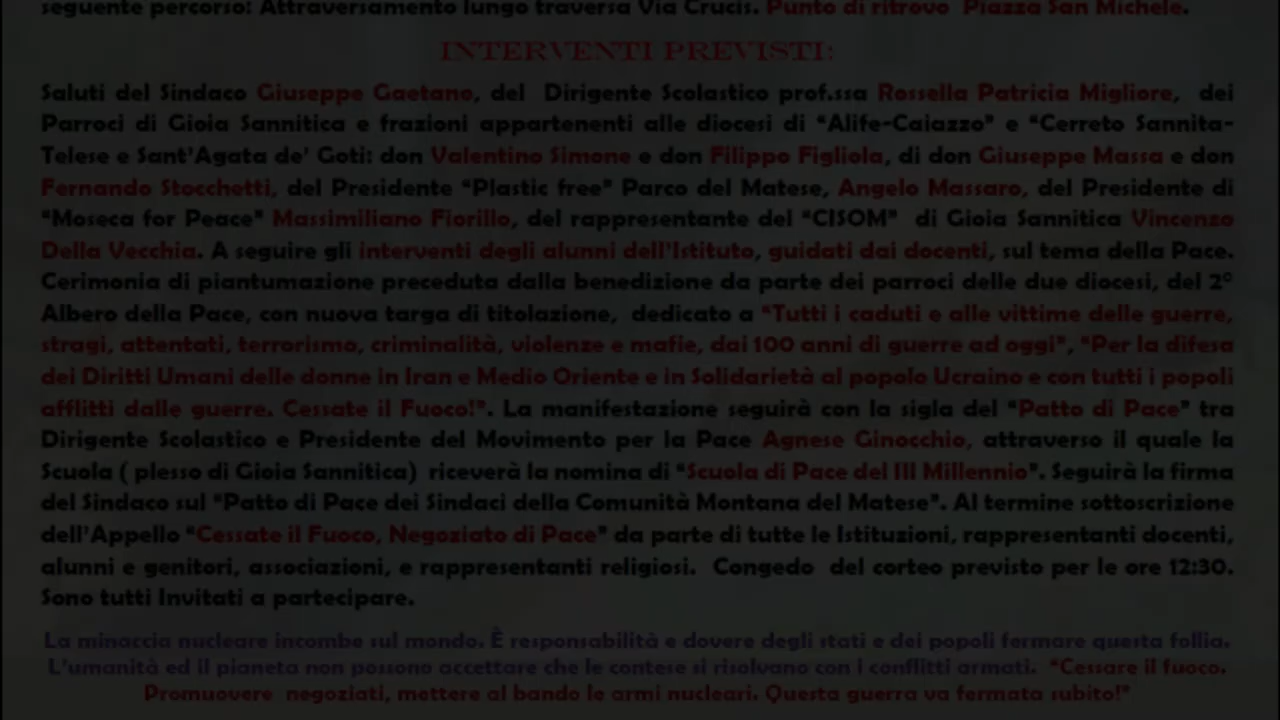 seguente percorso: Attraversamento lungo traversa Via Crucis. Punto di ritrovo Piazza San Michele.
INTERVENTI PREVISTI:
Saluti del Sindaco Giuseppe Gaetano, del Dirigente Scolastico prof.ssa Rossella Patricia Migliore, dei
Parroci di Gioia Sannitica e frazioni appartenenti alle diocesi di "Alife-Caiazzo" e "Cerreto Sannita-
Telese e Sant'Agata de' Goti: don Valentino Simone e don Filippo Figliola, di don Giuseppe Massa e don
Fernando Stocchetti, del Presidente "Plastic free" Parco del Matese, Angelo Massaro, del Presidente di
"Moseca for Peace" Massimiliano Fiorillo, del rappresentante del "CISOM" di Gioia Sannitica Vincenzo
Della Vecchia. A seguire gli interventi degli alunni dell'Istituto, guidati dai docenti, sul tema della Pace.
Cerimonia di piantumazione preceduta dalla benedizione da parte dei parroci delle due diocesi, del 2°
Albero della Pace, con nuova targa di titolazione, dedicato a "Tutti i caduti e alle vittime delle guerre,
stragi, attentati, terrorismo, criminalità, violenze e mafie, dai 100 anni di guerre ad oggi", "Per la difesa
dei Diritti Umani delle donne in Iran e Medio Oriente e in Solidarietà al popolo Ucraino e con tutti i popoli
afflitti dalle guerre. Cessate il Fuoco!". La manifestazione seguirà con la sigla del "Patto di Pace" tra
Dirigente Scolastico e Presidente del Movimento per la Pace Agnese Ginocchio, attraverso il quale la
Scuola ( plesso di Gioia Sannitica) riceverà la nomina di "Scuola di Pace del III Millennio". Seguirà la firma
del Sindaco sul "Patto di Pace dei Sindaci della Comunità Montana del Matese". Al termine sottoscrizione
dell'Appello "Cessate il Fuoco, Negoziato di Pace" da parte di tutte le Istituzioni, rappresentanti docenti,
alunni e genitori, associazioni, e rappresentanti religiosi. Congedo del corteo previsto per le ore 12:30.
Sono tutti Invitati a partecipare.
La minaccia nucleare incombe sul mondo. È responsabilità e dovere degli stati e dei popoli fermare questa follia.
L'umanità ed il pianeta non possono accettare che le contese si risolvano con i conflitti armati. "Cessare il fuoco.
Promuovere negoziati, mettere al bando le armi nucleari. Questa guerra va fermata subito!"